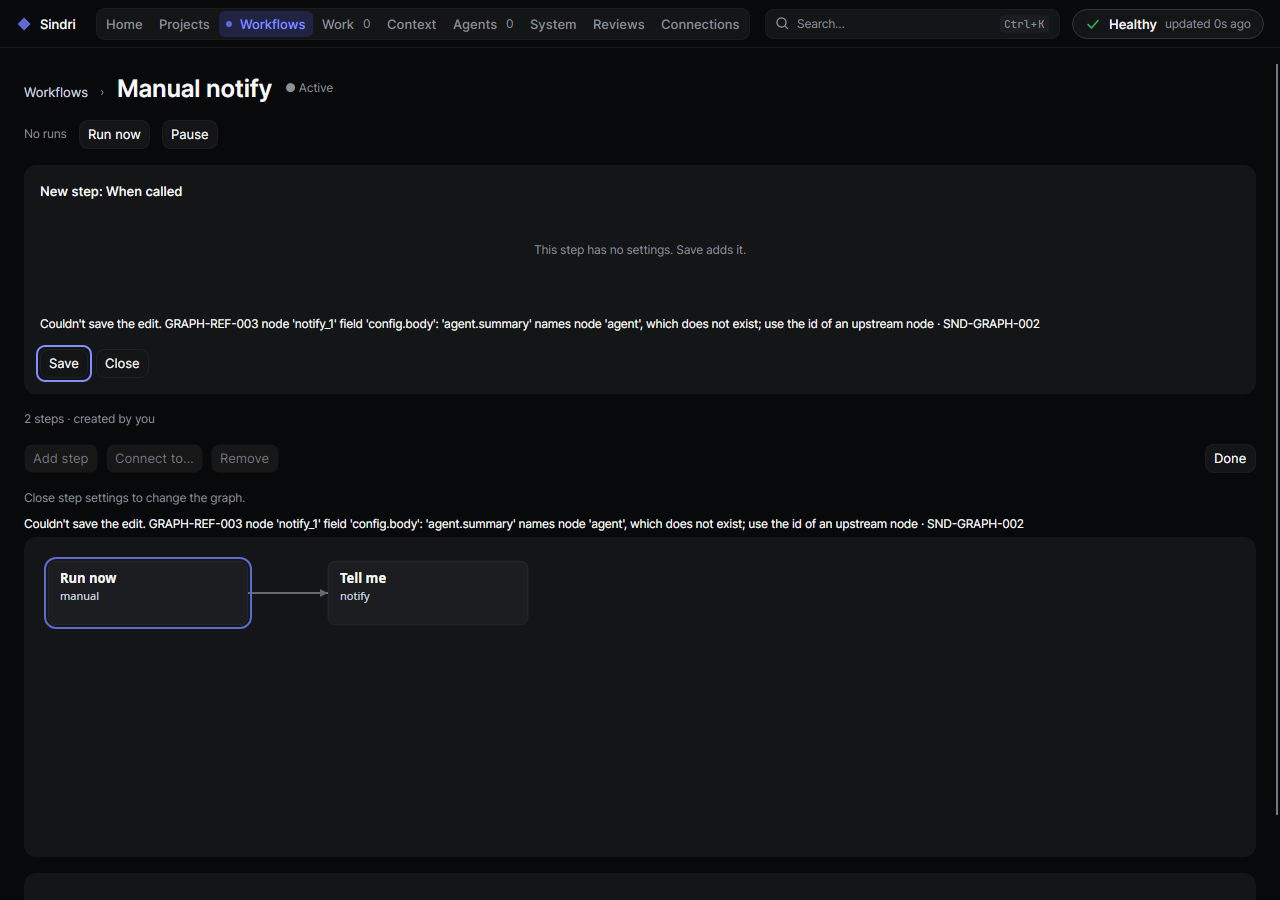 Sindri
Home Projects Workflows Work 0 Context Agents 0 System Reviews Connections
Search... Ctrl+K
Healthy updated 0s ago
Workflows › Manual notify Active
No runs Run now Pause
New step: When called
This step has no settings. Save adds it.
Couldn't save the edit. GRAPH-REF-003 node 'notify_1' field 'config.body': 'agent.summary' names node 'agent', which does not exist; use the id of an upstream node · SND-GRAPH-002
Save Close
2 steps · created by you
Add step Connect to... Remove Done
Close step settings to change the graph.
Couldn't save the edit. GRAPH-REF-003 node 'notify_1' field 'config.body': 'agent.summary' names node 'agent', which does not exist; use the id of an upstream node · SND-GRAPH-002
Run now
manual
Tell me
notify